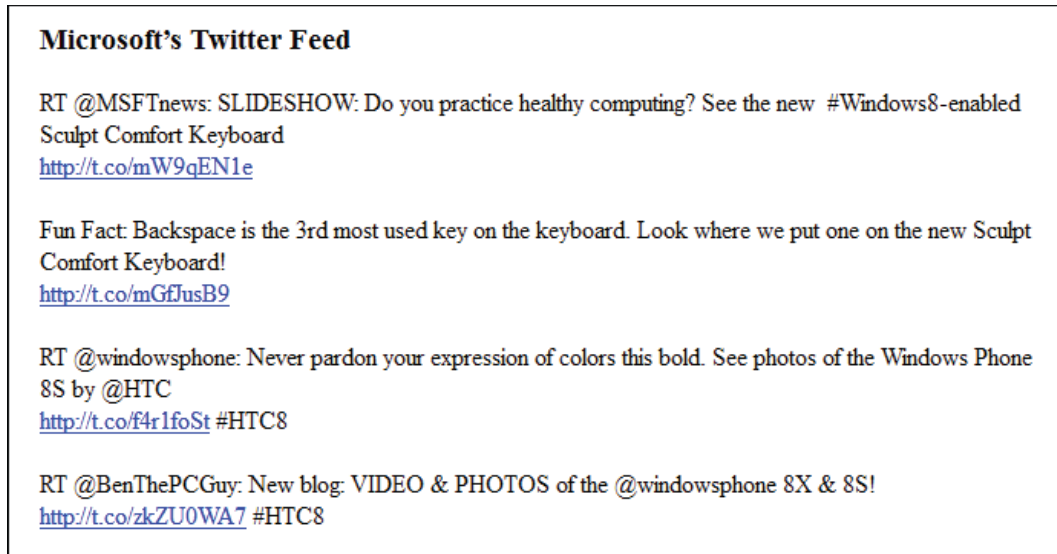 Microsoft’s Twitter Feed
RT @MSFTnews: SLIDESHOW: Do you practice healthy computing? See the new  #Windows8-enabled
Sculpt Comfort Keyboard
http://t.co/mW9qEN1e
Fun Fact: Backspace is the 3rd most used key on the keyboard. Look where we put one on the new Sculpt
Comfort Keyboard!
http://t.co/mGfJusB9
RT @windowsphone: Never pardon your expression of colors this bold. See photos of the Windows Phone
8S by @HTC
http://t.co/f4r1foSt #HTC8
RT @BenThePCGuy: New blog: VIDEO & PHOTOS of the @windowsphone 8X & 8S!
http://t.co/zkZU0WA7 #HTC8